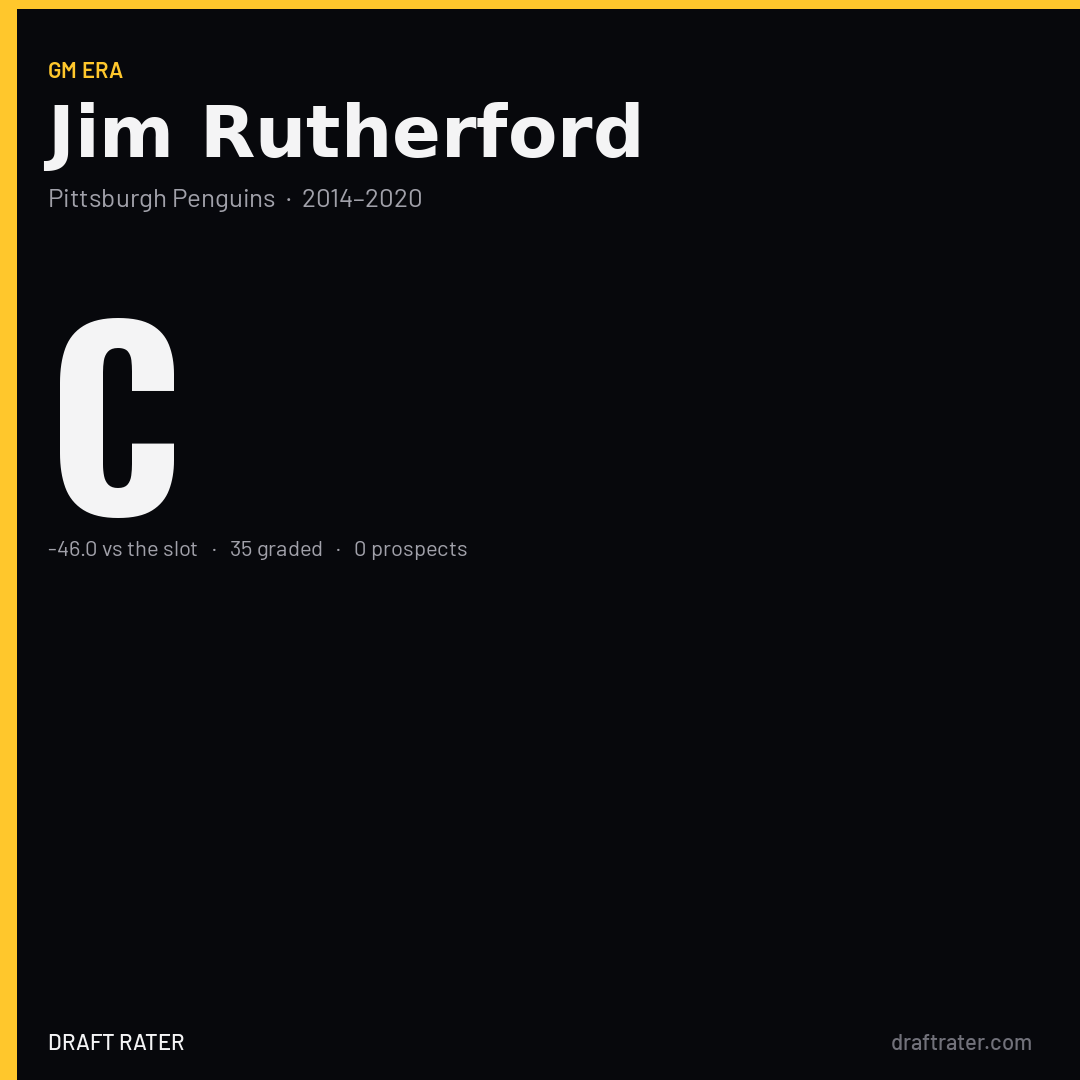 GM ERA
Jim Rutherford
Pittsburgh Penguins · 2014–2020
C
-46.0 vs the slot · 35 graded · 0 prospects
DRAFT RATER
draftrater.com